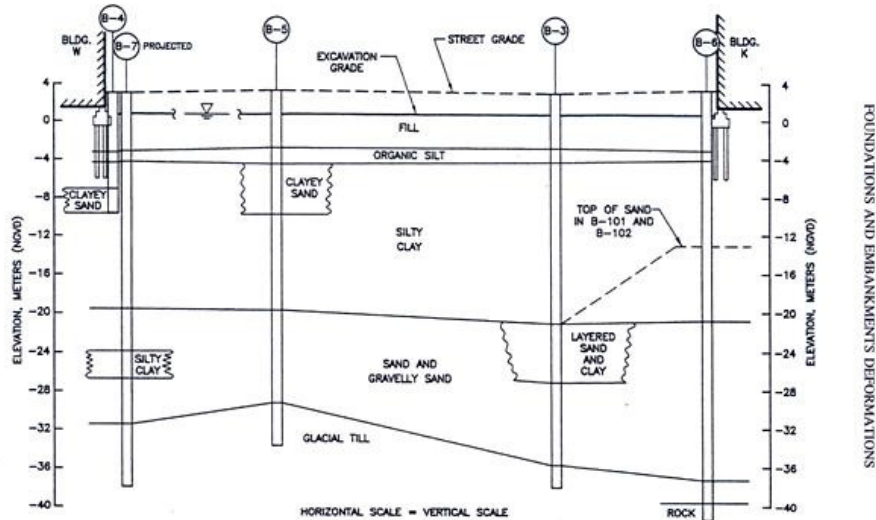 B-4
B-5
B-3
B-6
BLDG.
W
B-7
PROJECTED
EXCAVATION
GRADE
STREET GRADE
BLDG.
K
4
0
-4
-8
-12
-16
-20
-24
-28
-32
-36
-40
ELEVATION, METERS (NGVD)
FILL
ORGANIC SILT
CLAYEY
SAND
CLAYEY
SAND
SILTY
CLAY
TOP OF SAND
IN B-101 AND
B-102
SILTY
CLAY
SAND AND
GRAVELLY SAND
LAYERED
SAND
AND
CLAY
GLACIAL TILL
ROCK
HORIZONTAL SCALE = VERTICAL SCALE
4
0
-4
-8
-12
-16
-20
-24
-28
-32
-36
-40
ELEVATION, METERS (NGVD)
FOUNDATIONS AND EMBANKMENTS DEFORMATIONS